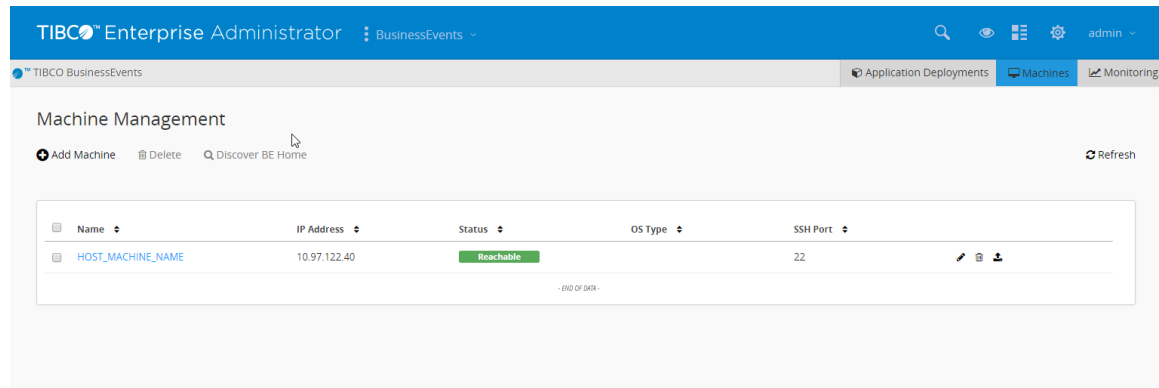 TIBCO™ Enterprise Administrator BusinessEvents admin
™ TIBCO BusinessEvents Application Deployments Machines Monitoring
Machine Management
Add Machine Delete Discover BE Home Refresh
Name IP Address Status OS Type SSH Port
HOST_MACHINE_NAME 10.97.122.40 Reachable 22
- END OF DATA -